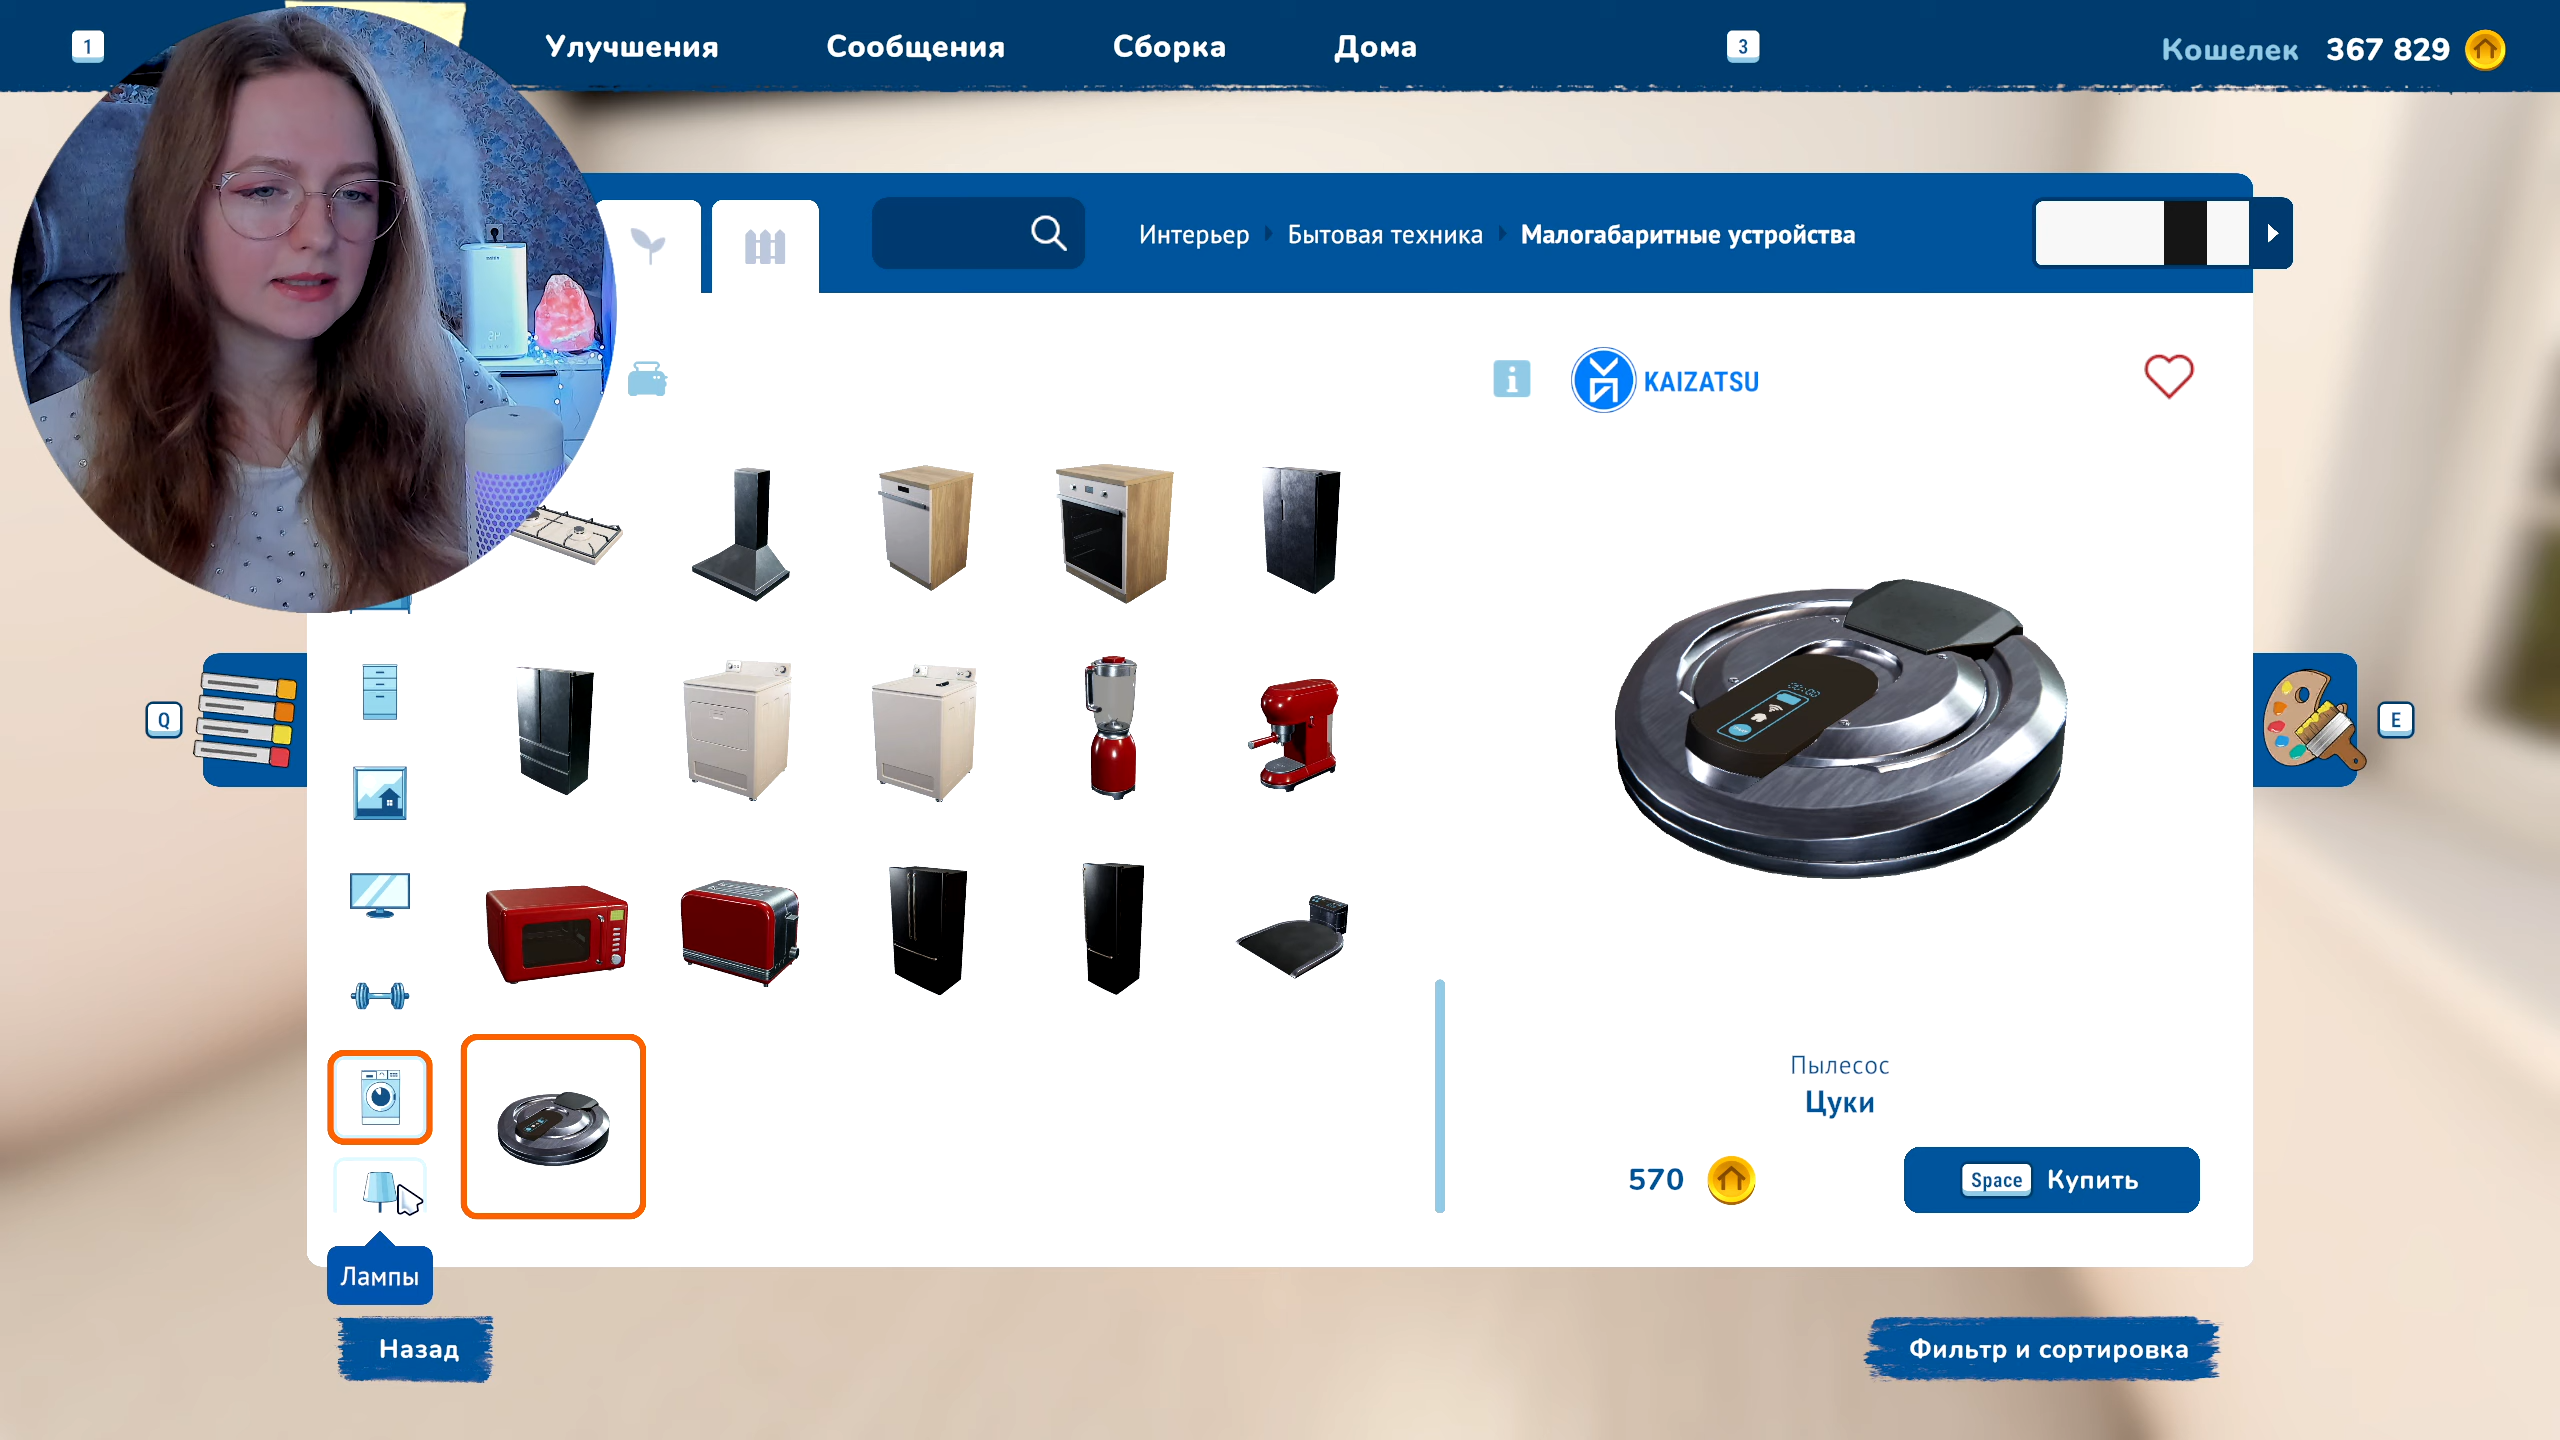 1
Улучшения
Сообщения
Сборка
Дома
3
Кошелек 367 829
Интерьер
Бытовая техника
Малогабаритные устройства
KAIZATSU
Q
E
Пылесос
Цуки
570
Space Купить
Лампы
Назад
Фильтр и сортировка